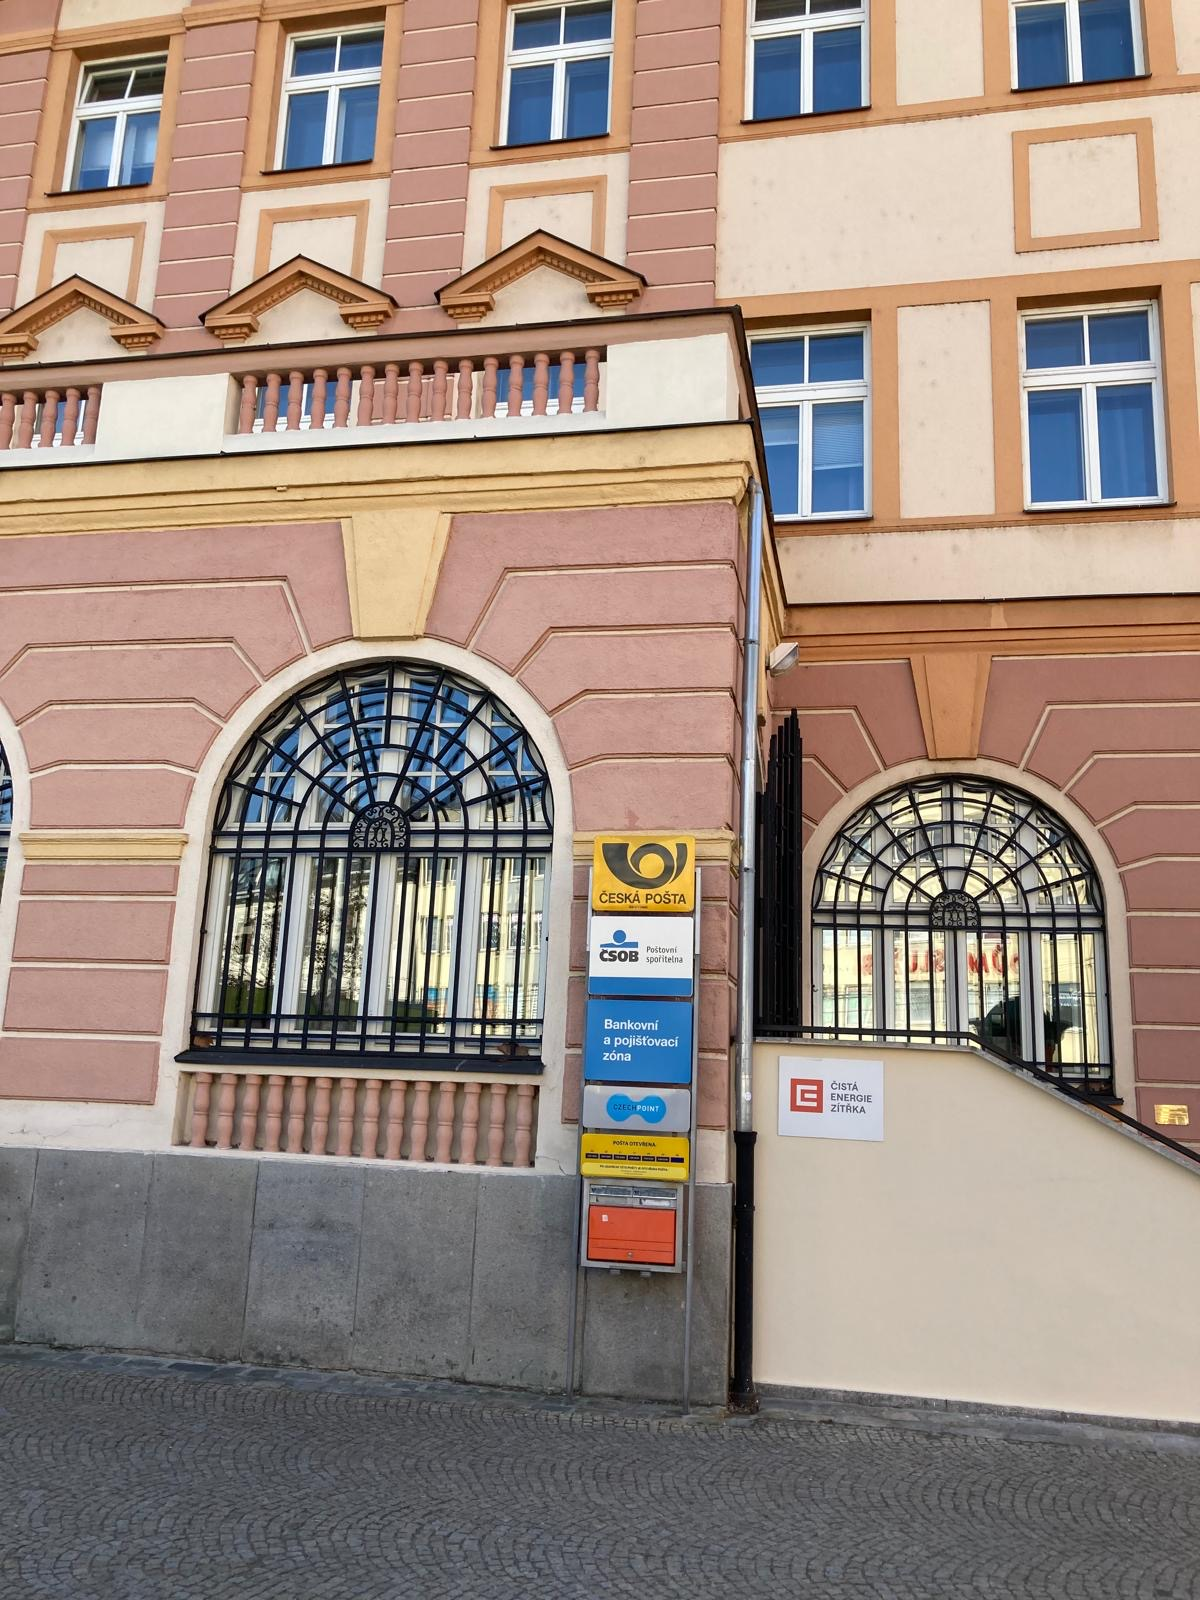 ČESKÁ POŠTA
ČSOB
Poštovní
spořitelna
Bankovní
a pojišťovací
zóna
CZECHPOINT
POŠTA OTEVŘENA
ČISTÁ
ENERGIE
ZÍTŘKA